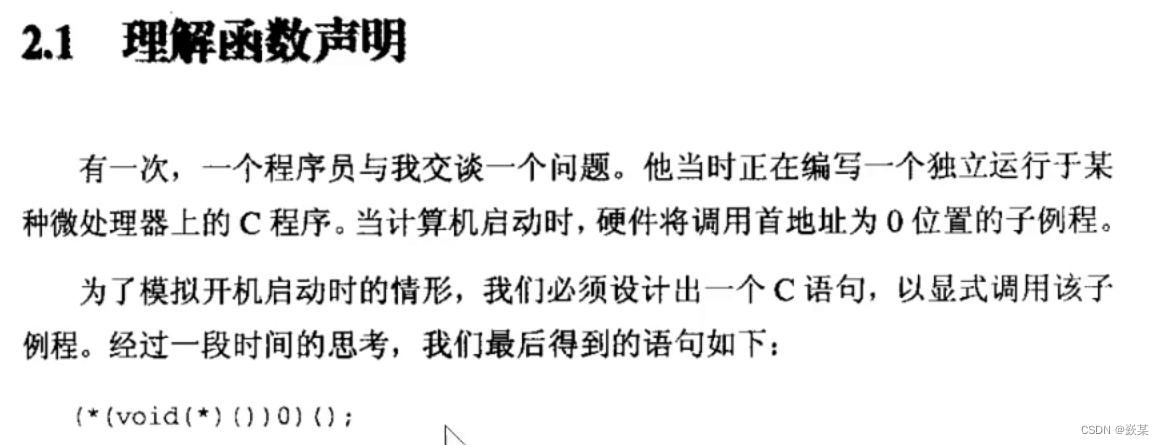 2.1 理解函数声明
有一次，一个程序员与我交谈一个问题。他当时正在编写一个独立运行于某
种微处理器上的 C 程序。当计算机启动时，硬件将调用首地址为 0 位置的子例程。
为了模拟开机启动时的情形，我们必须设计出一个 C 语句，以显式调用该子
例程。经过一段时间的思考，我们最后得到的语句如下：
(*(void(*)())0)();
CSDN @燚某